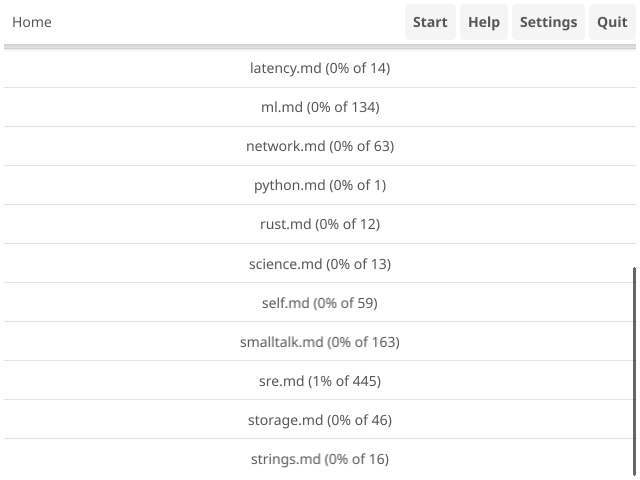 Home Start Help Settings Quit
latency.md (0% of 14)
ml.md (0% of 134)
network.md (0% of 63)
python.md (0% of 1)
rust.md (0% of 12)
science.md (0% of 13)
self.md (0% of 59)
smalltalk.md (0% of 163)
sre.md (1% of 445)
storage.md (0% of 46)
strings.md (0% of 16)